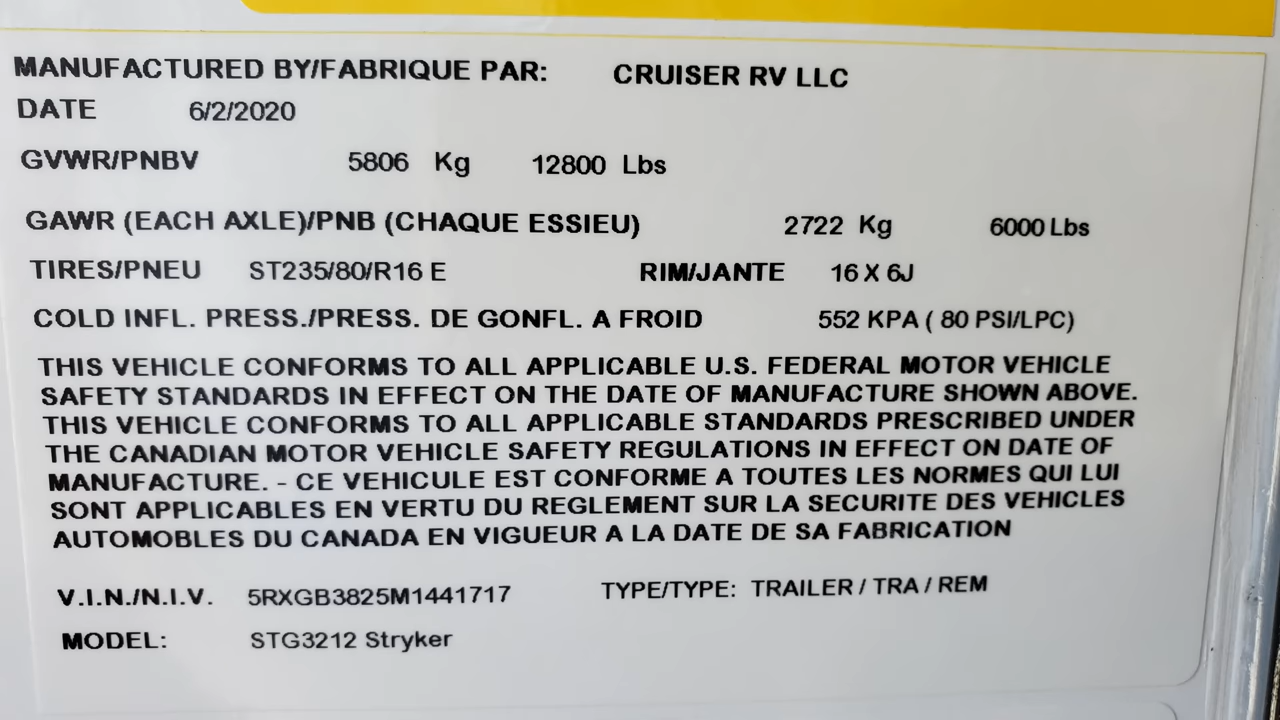 MANUFACTURED BY/FABRIQUE PAR: CRUISER RV LLC
DATE 6/2/2020
GVWR/PNBV 5806 Kg 12800 Lbs
GAWR (EACH AXLE)/PNB (CHAQUE ESSIEU) 2722 Kg 6000 Lbs
TIRES/PNEU ST235/80/R16 E RIM/JANTE 16 X 6J
COLD INFL. PRESS./PRESS. DE GONFL. A FROID 552 KPA ( 80 PSI/LPC)
THIS VEHICLE CONFORMS TO ALL APPLICABLE U.S. FEDERAL MOTOR VEHICLE
SAFETY STANDARDS IN EFFECT ON THE DATE OF MANUFACTURE SHOWN ABOVE.
THIS VEHICLE CONFORMS TO ALL APPLICABLE STANDARDS PRESCRIBED UNDER
THE CANADIAN MOTOR VEHICLE SAFETY REGULATIONS IN EFFECT ON DATE OF
MANUFACTURE. - CE VEHICULE EST CONFORME A TOUTES LES NORMES QUI LUI
SONT APPLICABLES EN VERTU DU REGLEMENT SUR LA SECURITE DES VEHICLES
AUTOMOBLES DU CANADA EN VIGUEUR A LA DATE DE SA FABRICATION
V.I.N./N.I.V. 5RXGB3825M1441717 TYPE/TYPE: TRAILER / TRA / REM
MODEL: STG3212 Stryker